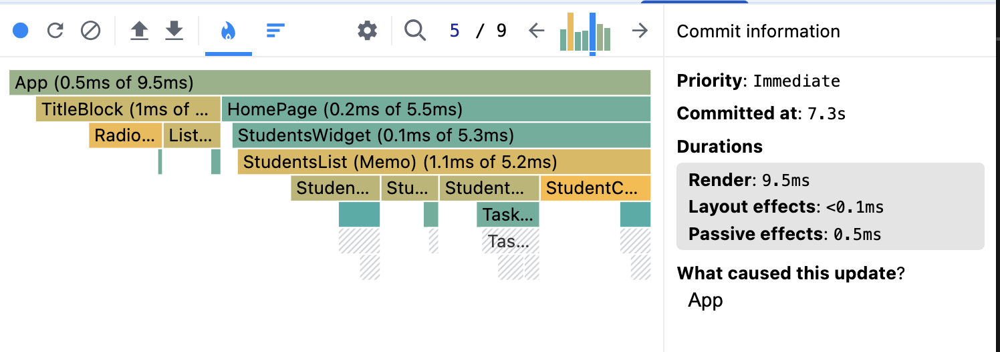 5 / 9
Commit information
App (0.5ms of 9.5ms)
TitleBlock (1ms of ...
HomePage (0.2ms of 5.5ms)
Radio...
List...
StudentsWidget (0.1ms of 5.3ms)
StudentsList (Memo) (1.1ms of 5.2ms)
Studen...
Stu...
Student...
StudentC...
Task...
Tas...
Priority: Immediate
Committed at: 7.3s
Durations
Render: 9.5ms
Layout effects: <0.1ms
Passive effects: 0.5ms
What caused this update?
App